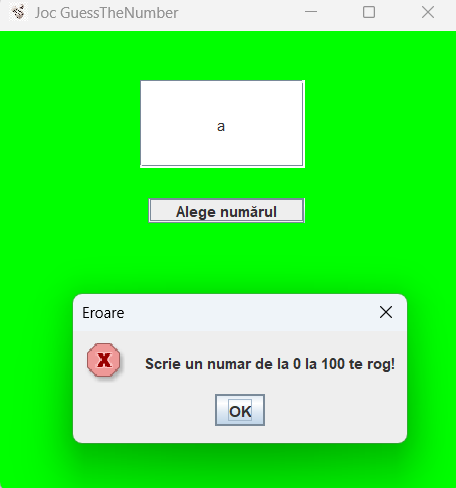 Joc GuessTheNumber
a
Alege numărul
Eroare
Scrie un numar de la 0 la 100 te rog!
OK